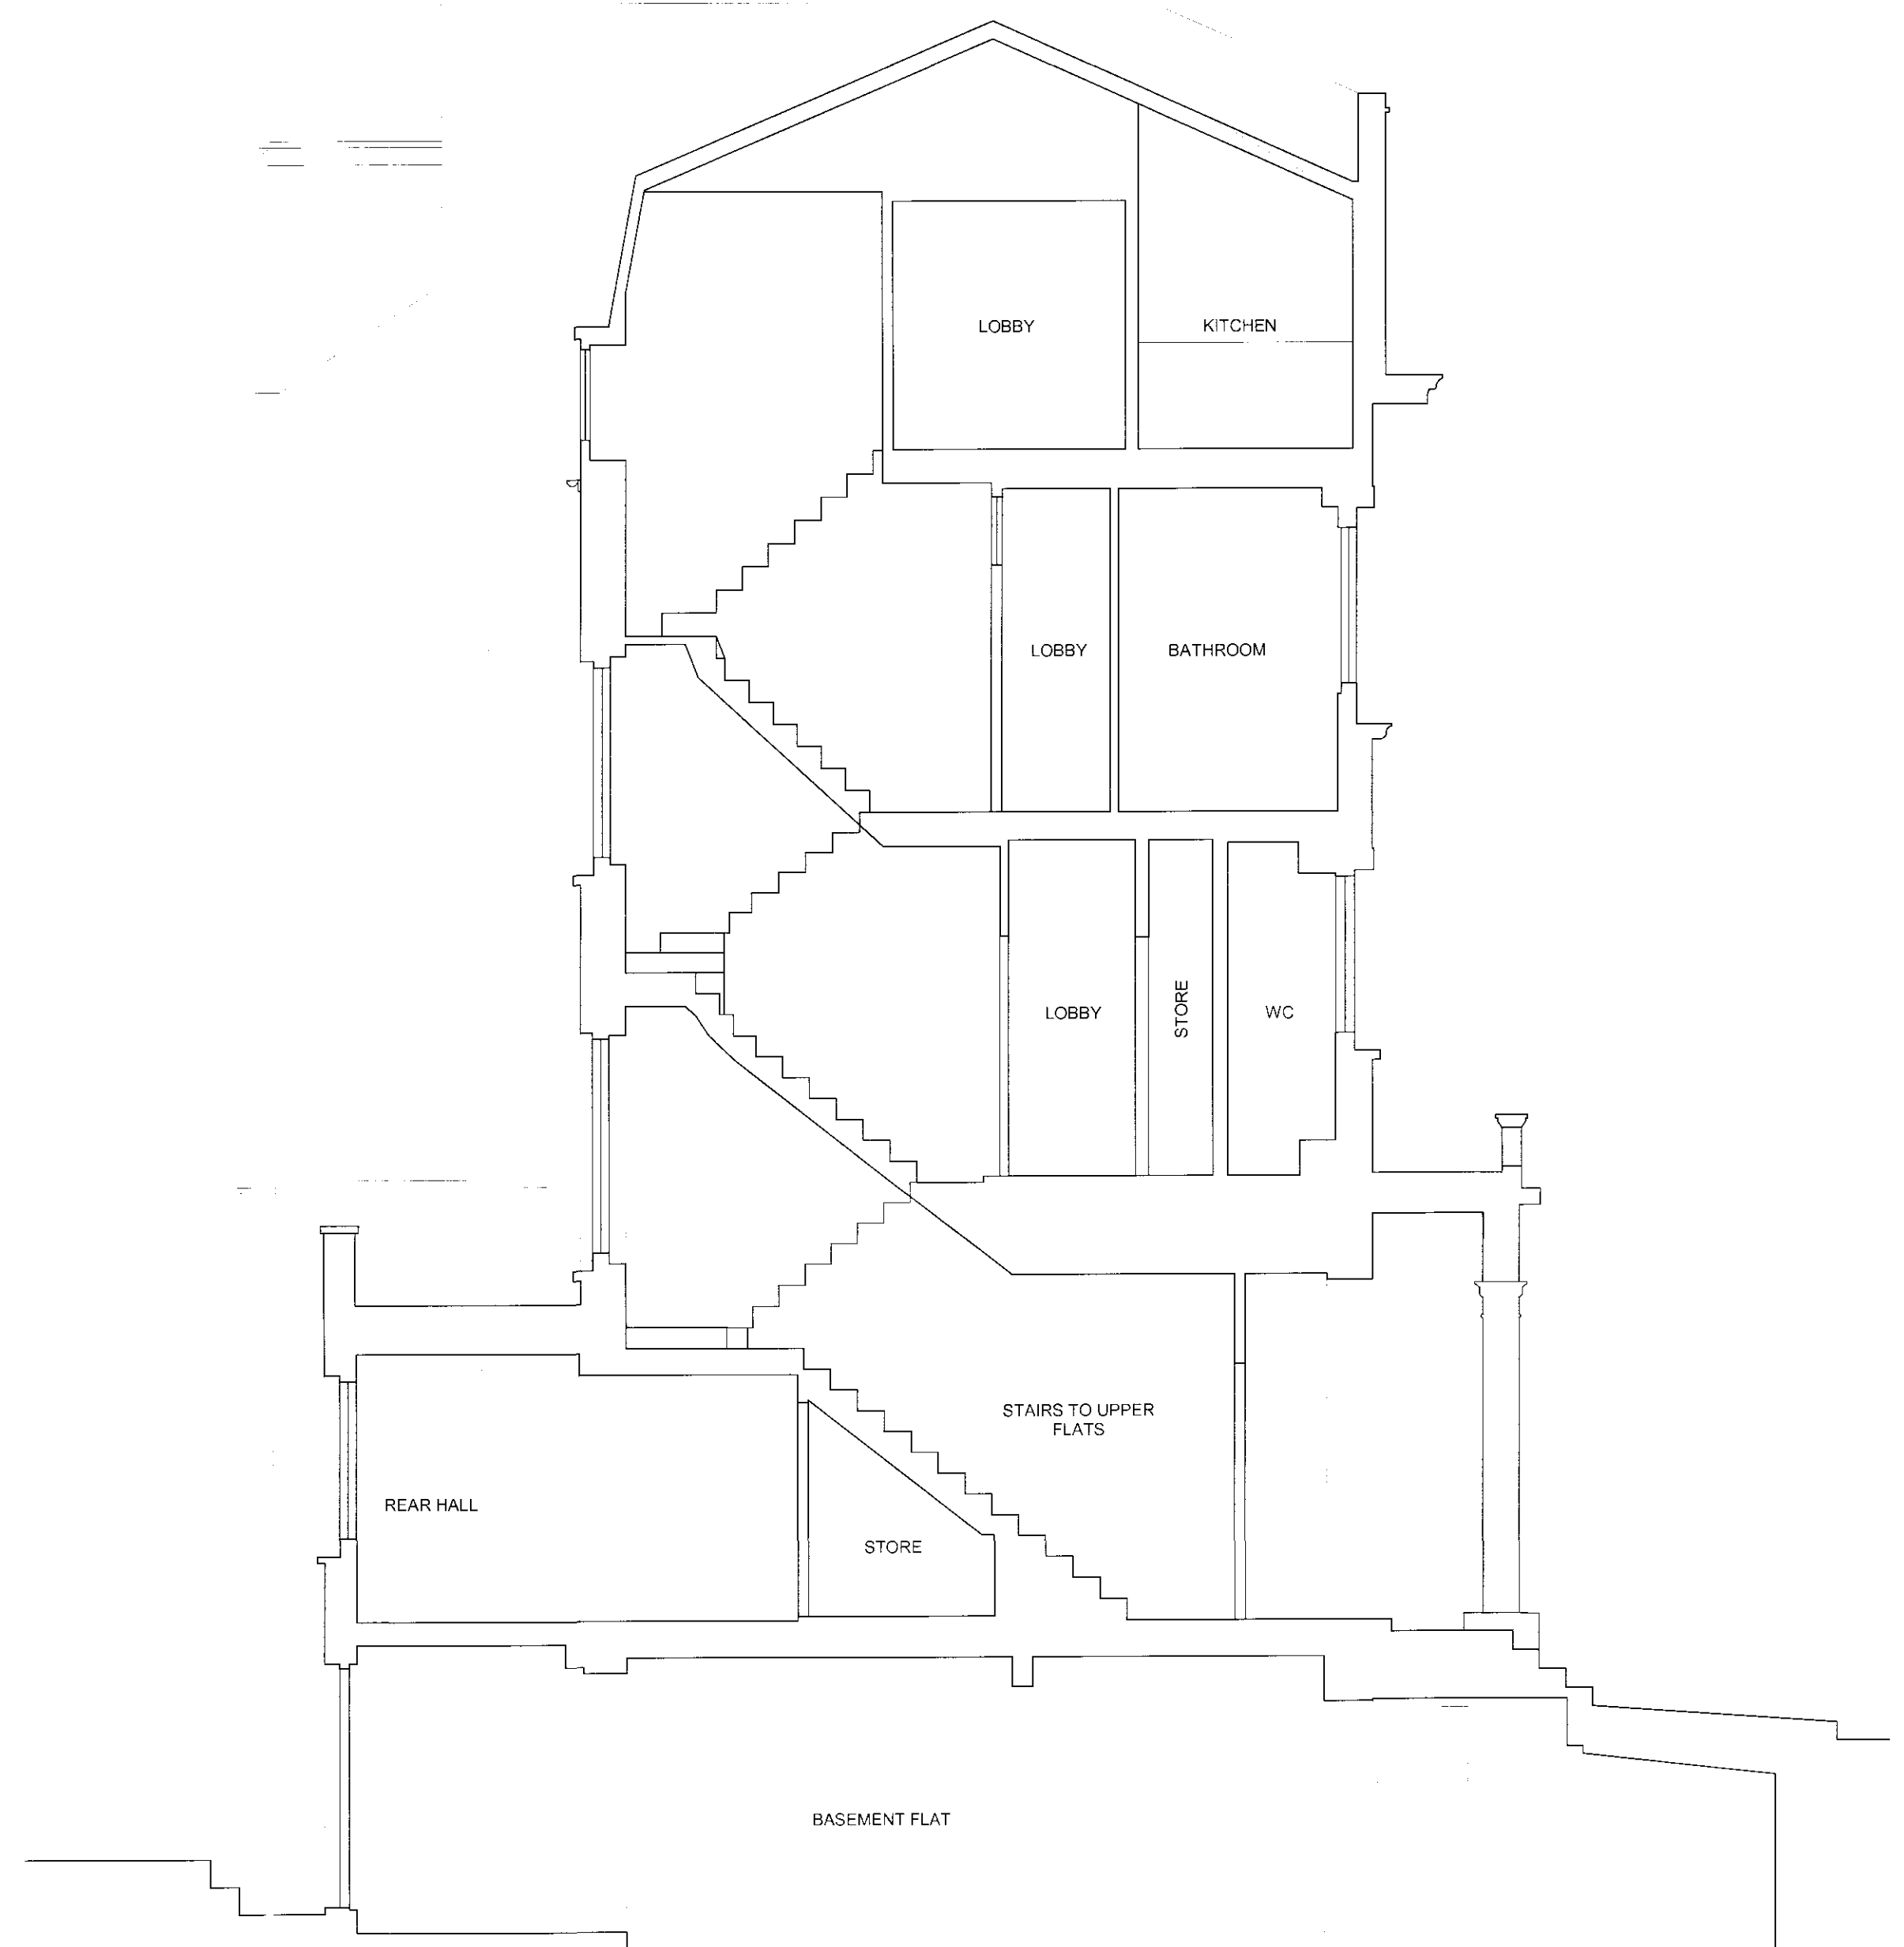 LOBBY
KITCHEN
LOBBY
BATHROOM
LOBBY
STORE
WC
STAIRS TO UPPER
FLATS
REAR HALL
STORE
BASEMENT FLAT